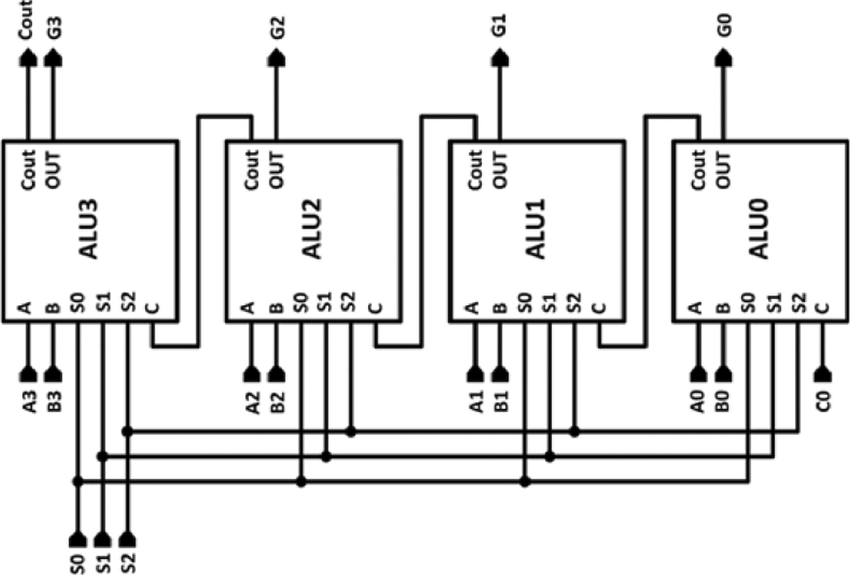 Cout G3 G2 G1 G0
Cout OUT Cout OUT Cout OUT Cout OUT
ALU3 ALU2 ALU1 ALU0
A B S0 S1 S2 C A B S0 S1 S2 C A B S0 S1 S2 C A B S0 S1 S2 C
A3 B3 A2 B2 A1 B1 A0 B0 C0
S0 S1 S2